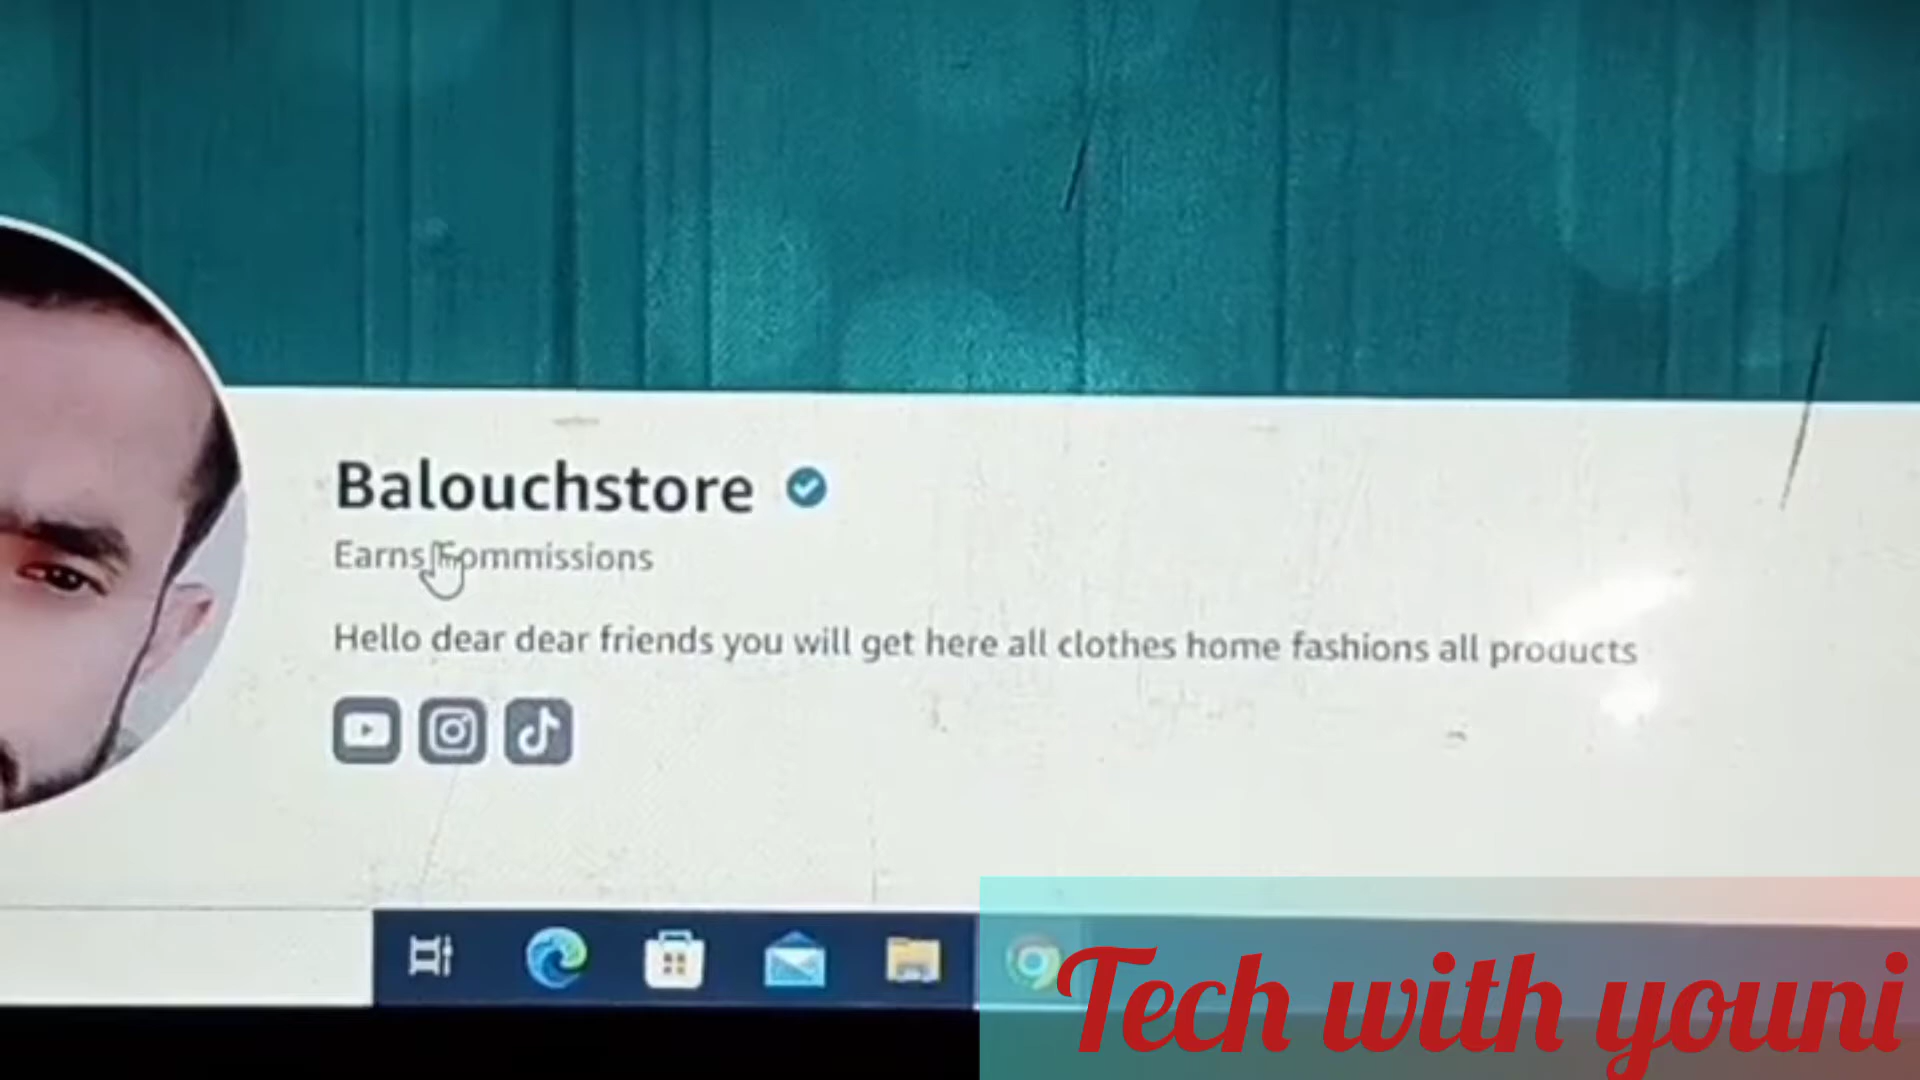 Balouchstore
Earns Commissions
Hello dear dear friends you will get here all clothes home fashions all products
Tech with youni